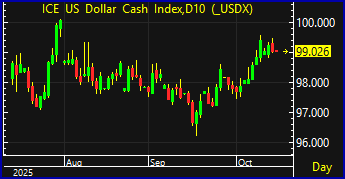 ICE US Dollar Cash Index,D10 (_USDX)
100.000
99.026
98.000
97.000
96.000
Aug Sep Oct
2025 Day